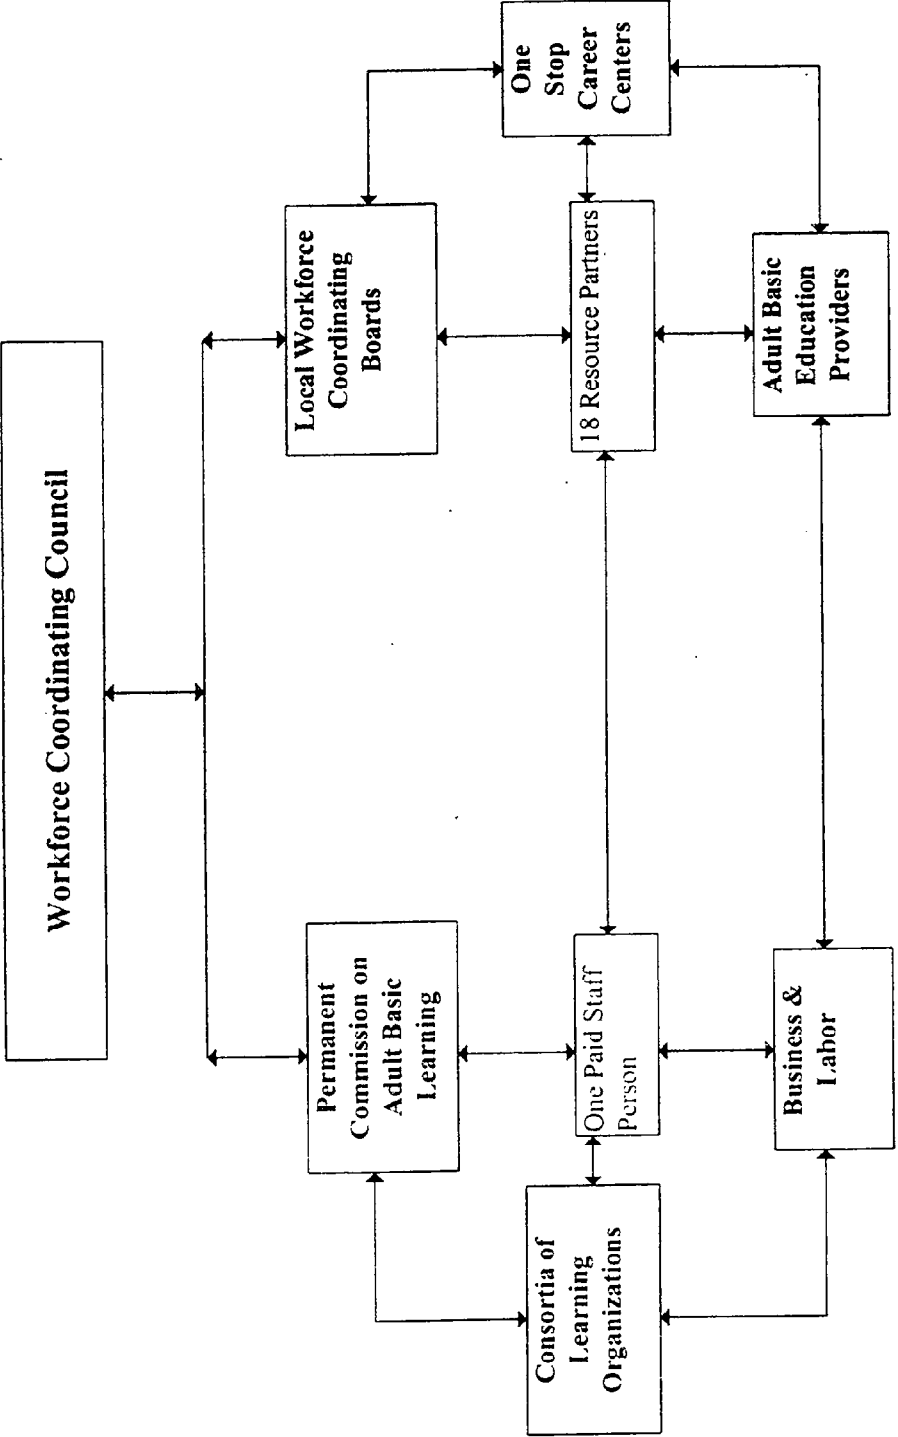 Workforce Coordinating Council
Permanent
Commission on
Adult Basic
Learning
Local Workforce
Coordinating
Boards
Consortia of
Learning
Organizations
One Paid Staff
Person
18 Resource Partners
One
Stop
Career
Centers
Business &
Labor
Adult Basic
Education
Providers